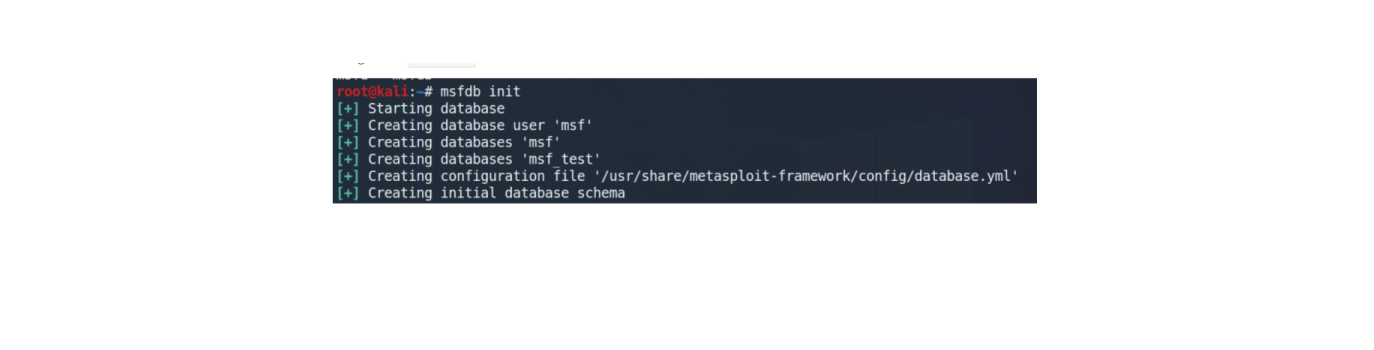 root@kali:~# msfdb init
[+] Starting database
[+] Creating database user 'msf'
[+] Creating databases 'msf'
[+] Creating databases 'msf_test'
[+] Creating configuration file '/usr/share/metasploit-framework/config/database.yml'
[+] Creating initial database schema